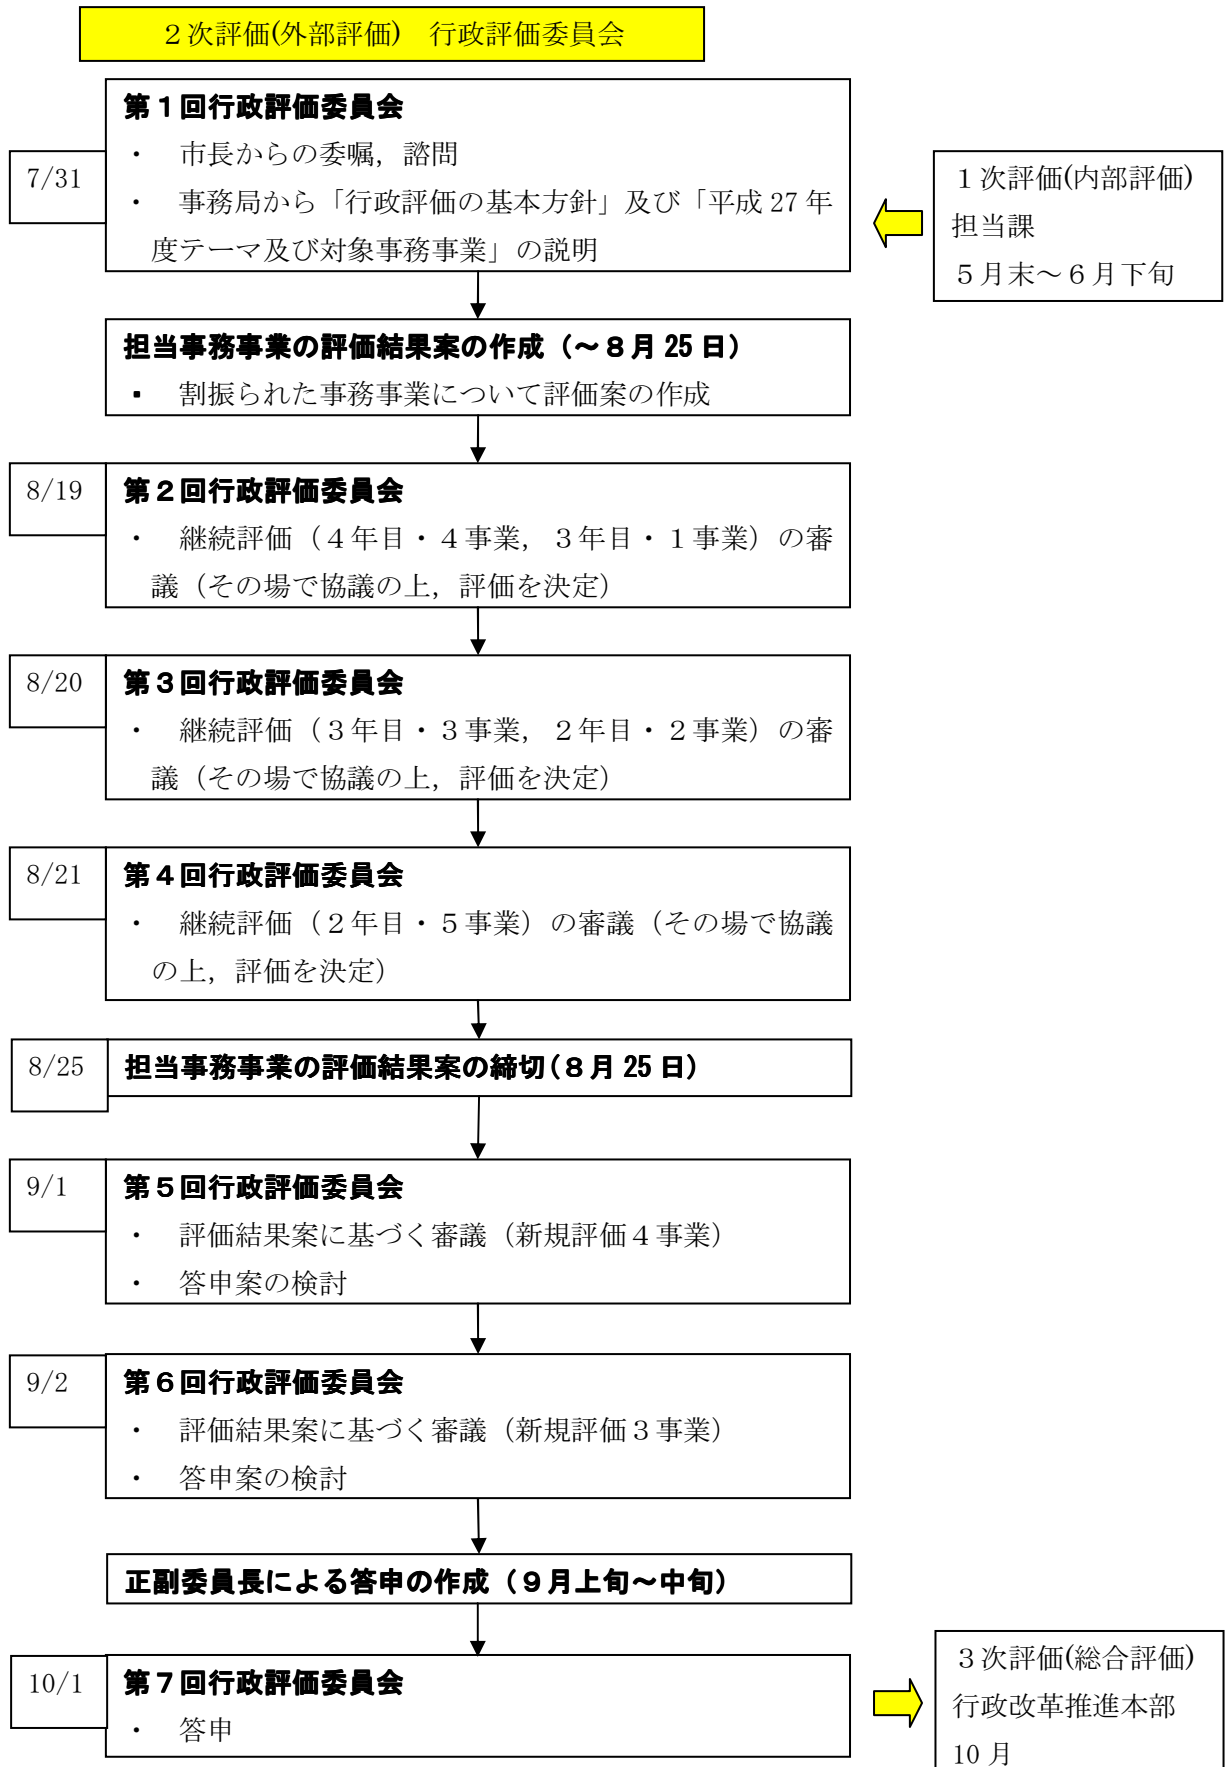 ２次評価(外部評価)　行政評価委員会
第１回行政評価委員会
7/31
・　市長からの委嘱，諮問
・　事務局から「行政評価の基本方針」及び「平成 27 年
度テーマ及び対象事務事業」の説明
１次評価(内部評価)
担当課
５月末～６月下旬
担当事務事業の評価結果案の作成（～８月 25 日）
▪　割振られた事務事業について評価案の作成
8/19
第２回行政評価委員会
・　継続評価（４年目・４事業，３年目・１事業）の審
議（その場で協議の上，評価を決定）
8/20
第３回行政評価委員会
・　継続評価（３年目・３事業，２年目・２事業）の審
議（その場で協議の上，評価を決定）
8/21
第４回行政評価委員会
・　継続評価（２年目・５事業）の審議（その場で協議
の上，評価を決定）
8/25
担当事務事業の評価結果案の締切（８月 25 日）
9/1
第５回行政評価委員会
・　評価結果案に基づく審議（新規評価４事業）
・　答申案の検討
9/2
第６回行政評価委員会
・　評価結果案に基づく審議（新規評価３事業）
・　答申案の検討
正副委員長による答申の作成（９月上旬～中旬）
10/1
第７回行政評価委員会
・　答申
３次評価(総合評価)
行政改革推進本部
10 月